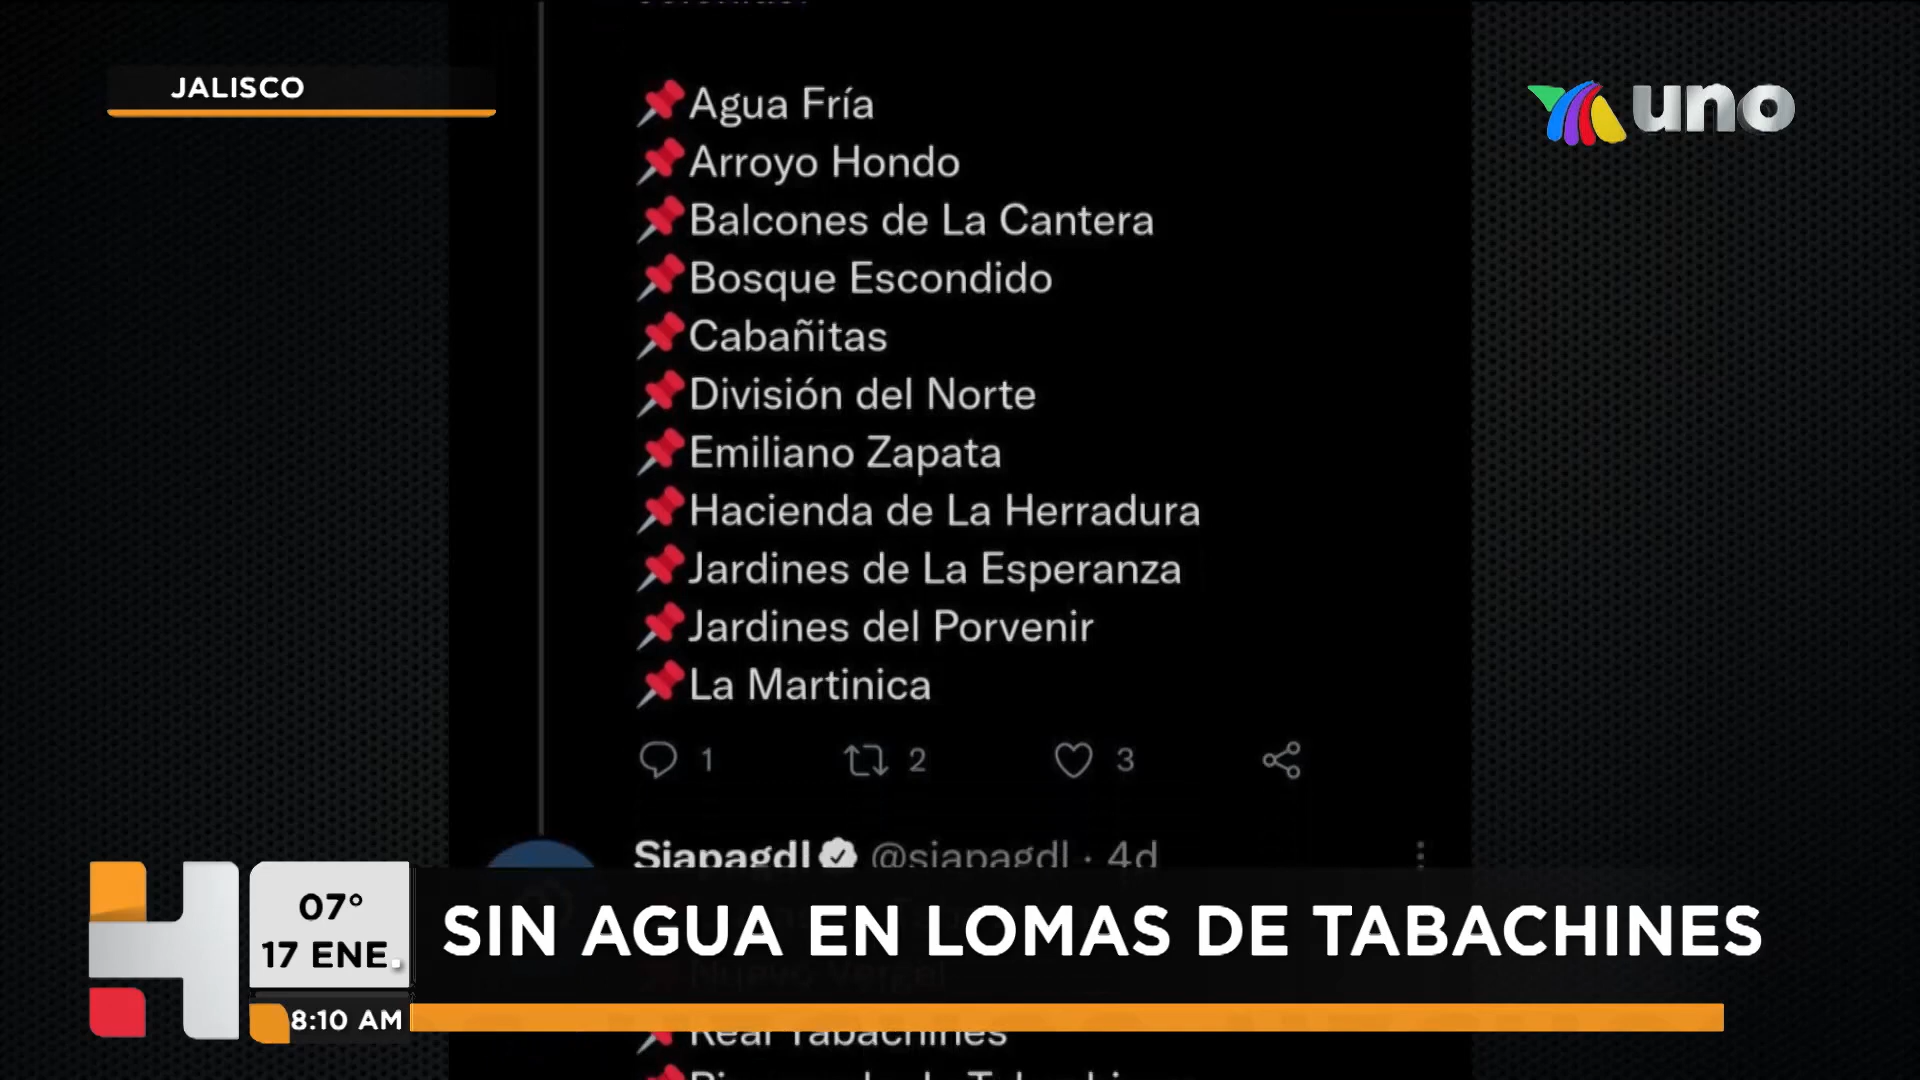 JALISCO
uno
Agua Fría
Arroyo Hondo
Balcones de La Cantera
Bosque Escondido
Cabañitas
División del Norte
Emiliano Zapata
Hacienda de La Herradura
Jardines de La Esperanza
Jardines del Porvenir
La Martinica
1 2 3
Siapagdl @siapagdl · 4d
07°
17 ENE.
SIN AGUA EN LOMAS DE TABACHINES
8:10 AM
Real Tabachines